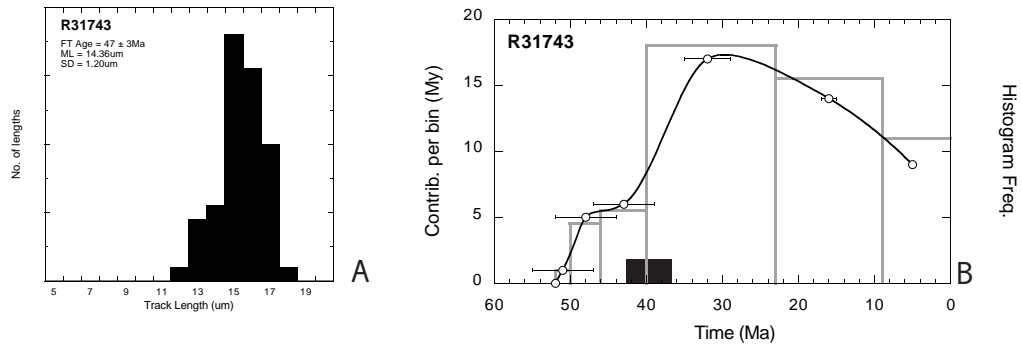 R31743
FT Age = 47 ± 3Ma
ML = 14.36um
SD = 1.20um
No. of lengths
5 7 9 11 13 15 17 19
Track Length (um)
A
R31743
Contrib. per bin (My)
20
15
10
5
0
60 50 40 30 20 10 0
Time (Ma)
Histogram Freq.
B